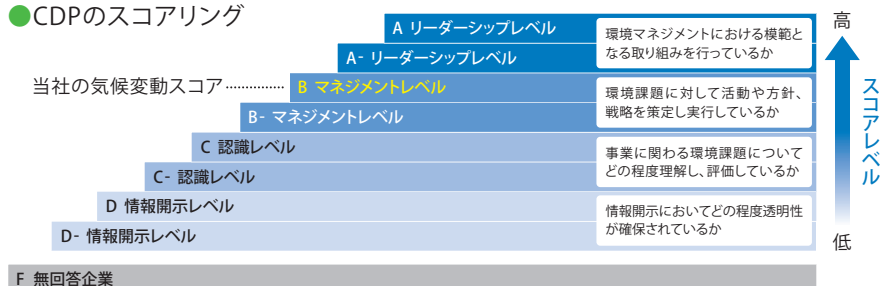 ●CDPのスコアリング
A リーダーシップレベル
環境マネジメントにおける模範と
なる取り組みを行っているか
高
A- リーダーシップレベル
当社の気候変動スコア …………… B マネジメントレベル
環境課題に対して活動や方針、
戦略を策定し実行しているか
スコアレベル
B- マネジメントレベル
C 認識レベル
事業に関わる環境課題について
どの程度理解し、評価しているか
C- 認識レベル
D 情報開示レベル
情報開示においてどの程度透明性
が確保されているか
D- 情報開示レベル
低
F 無回答企業